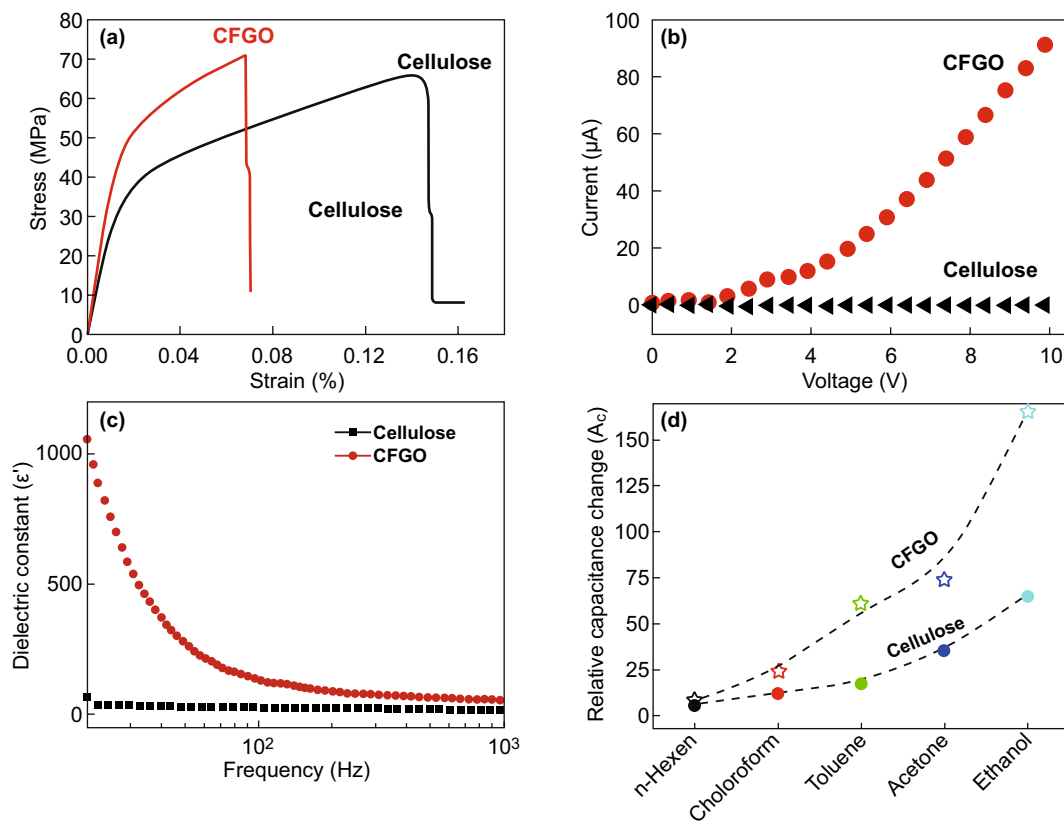 (a)
CFGO
Cellulose
Cellulose
80
70
60
50
40
30
20
10
0
Stress (MPa)
0.00
0.04
0.08
0.12
0.16
Strain (%)
(b)
CFGO
Cellulose
100
80
60
40
20
0
Current (µA)
0
2
4
6
8
10
Voltage (V)
(c)
Cellulose
CFGO
1000
500
0
Dielectric constant (ε')
10²
10³
Frequency (Hz)
(d)
CFGO
Cellulose
150
125
100
75
50
25
0
Relative capacitance change (A_C)
n-Hexen
Choloroform
Toluene
Acetone
Ethanol